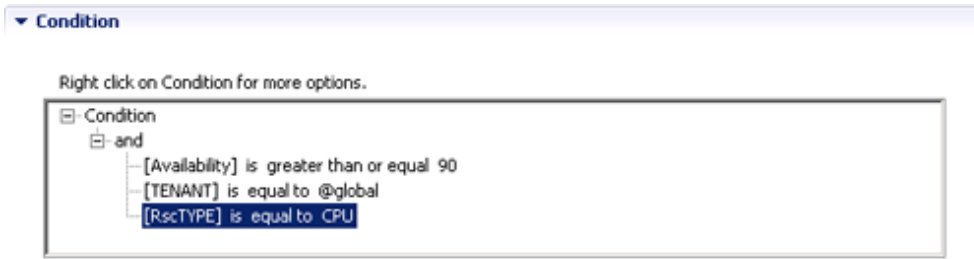 Condition
Right click on Condition for more options.
Condition
and
[Availability] is greater than or equal 90
[TENANT] is equal to @global
[RscTYPE] is equal to CPU